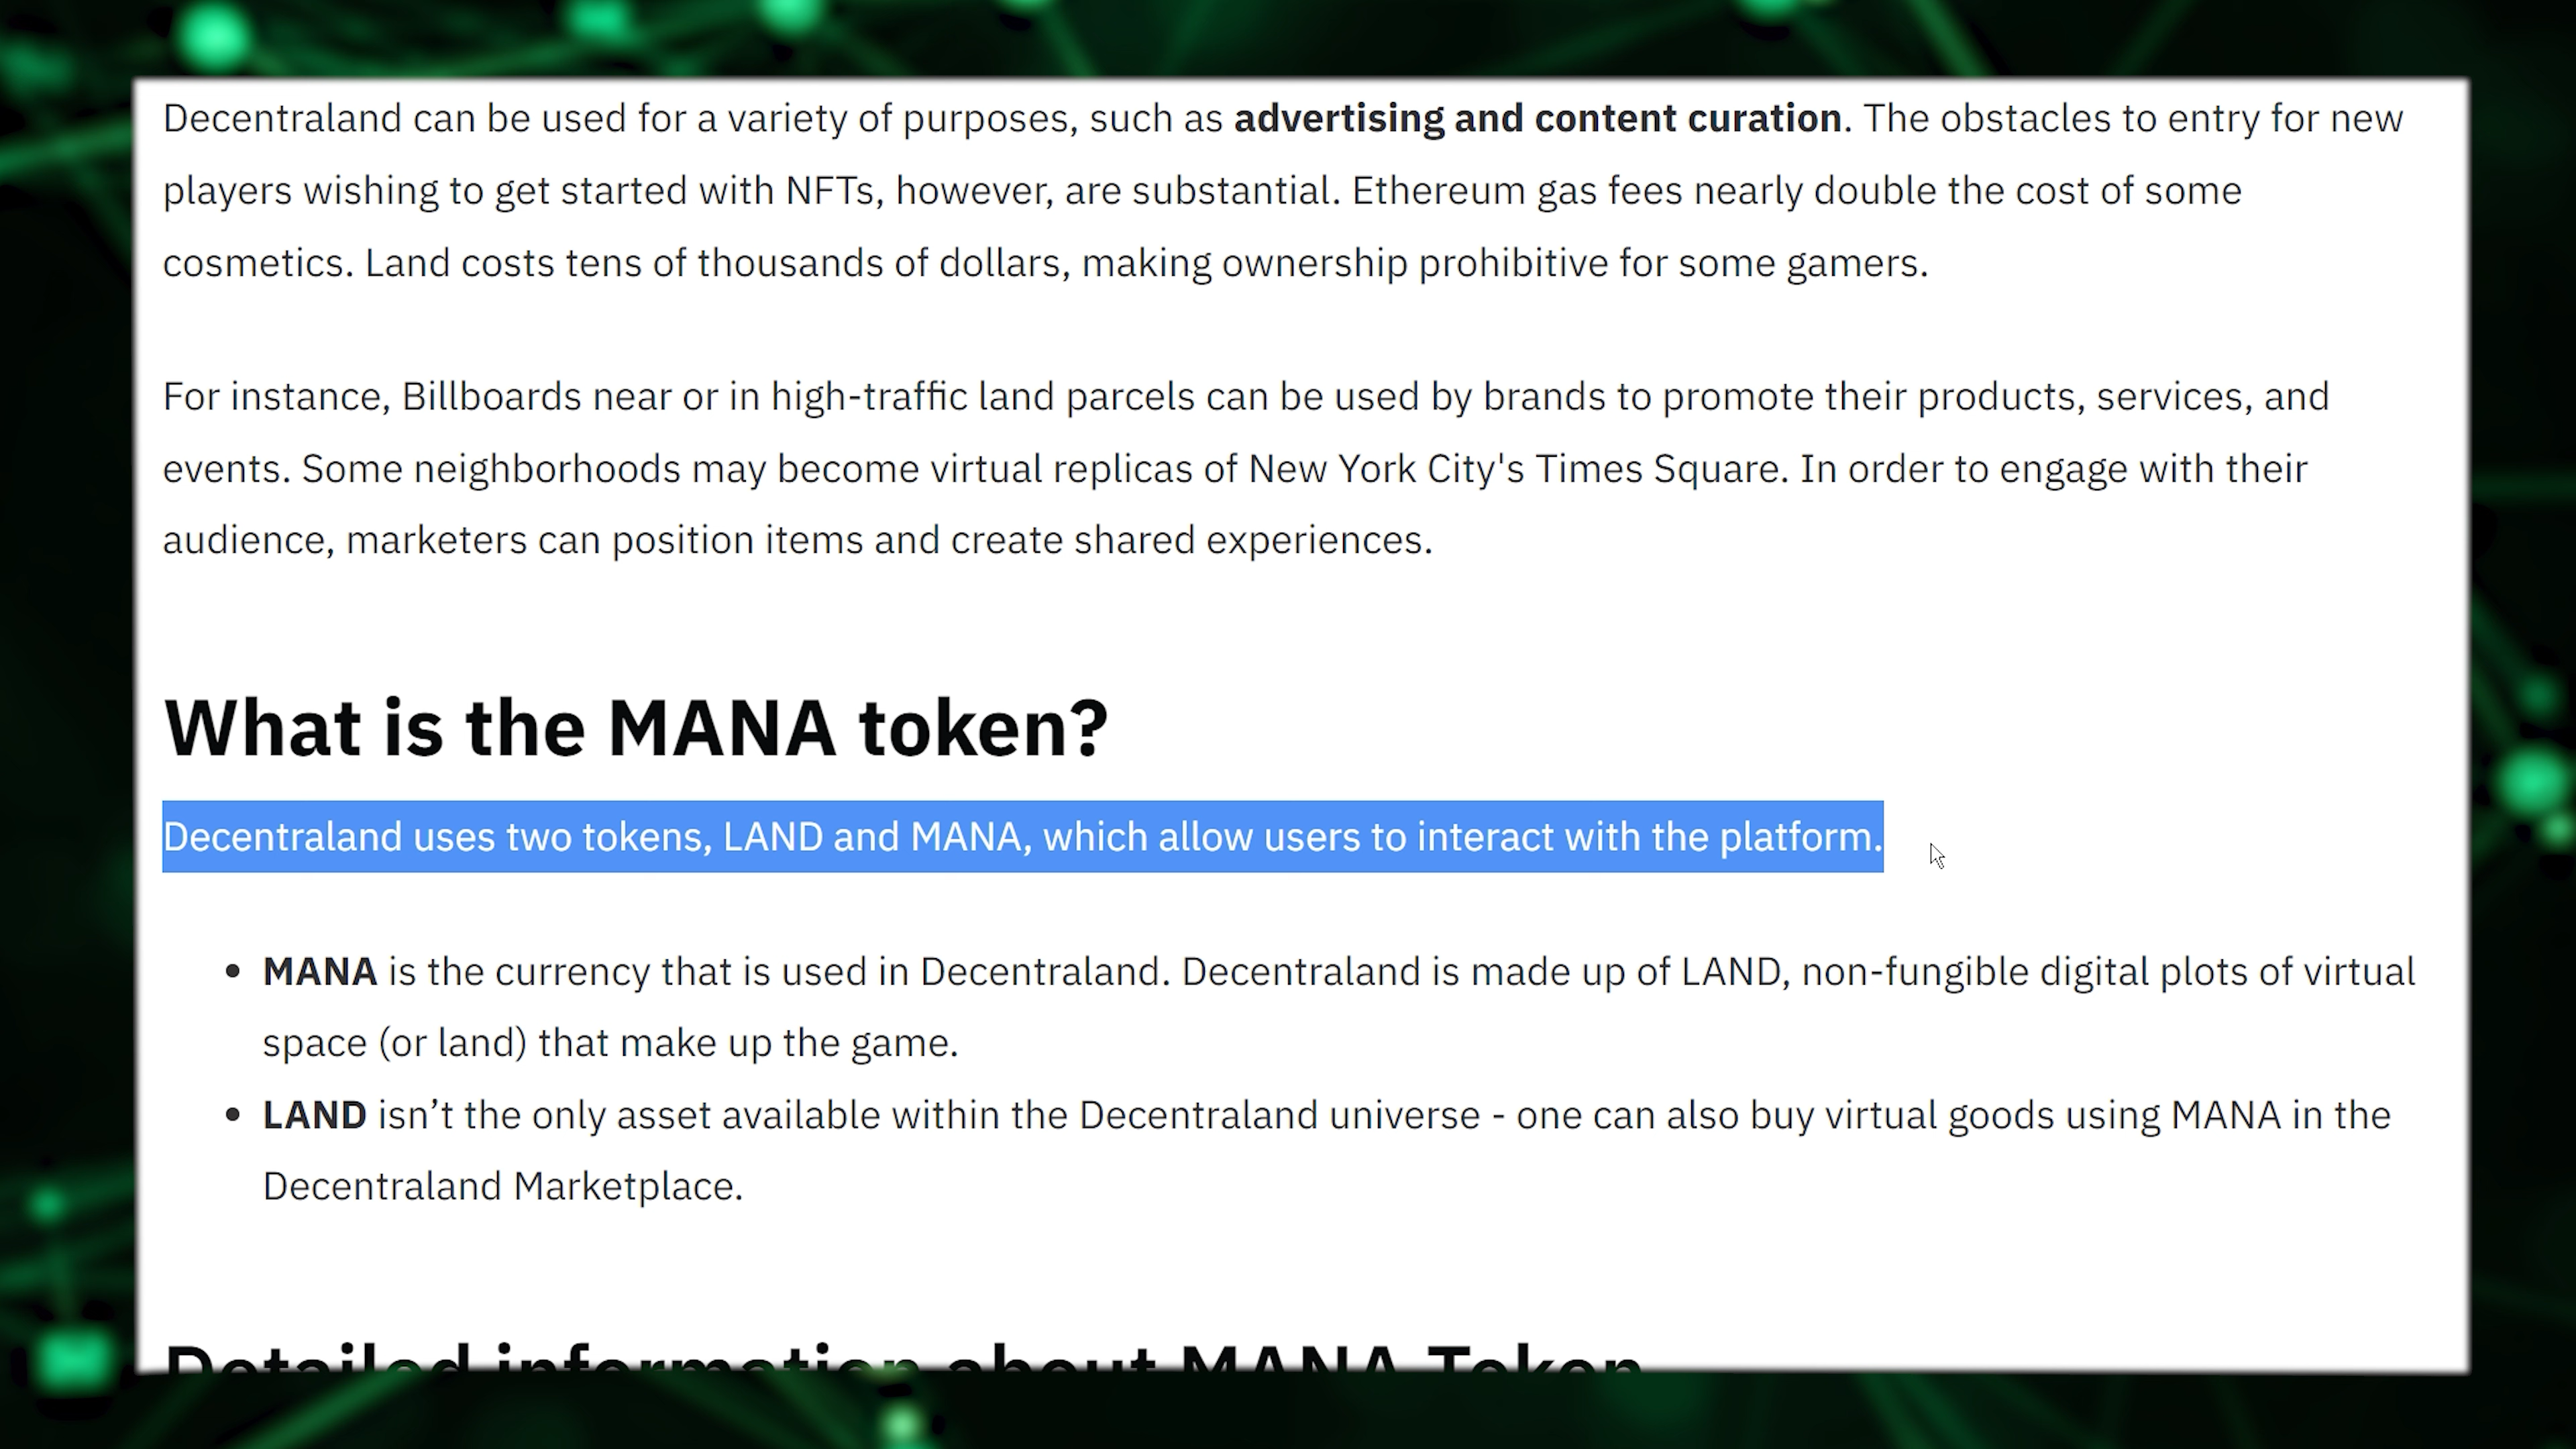 Decentraland can be used for a variety of purposes, such as advertising and content curation. The obstacles to entry for new
players wishing to get started with NFTs, however, are substantial. Ethereum gas fees nearly double the cost of some
cosmetics. Land costs tens of thousands of dollars, making ownership prohibitive for some gamers.
For instance, Billboards near or in high-traffic land parcels can be used by brands to promote their products, services, and
events. Some neighborhoods may become virtual replicas of New York City's Times Square. In order to engage with their
audience, marketers can position items and create shared experiences.
What is the MANA token?
Decentraland uses two tokens, LAND and MANA, which allow users to interact with the platform.
• MANA is the currency that is used in Decentraland. Decentraland is made up of LAND, non-fungible digital plots of virtual
space (or land) that make up the game.
• LAND isn’t the only asset available within the Decentraland universe - one can also buy virtual goods using MANA in the
Decentraland Marketplace.
Detailed information about MANA Token